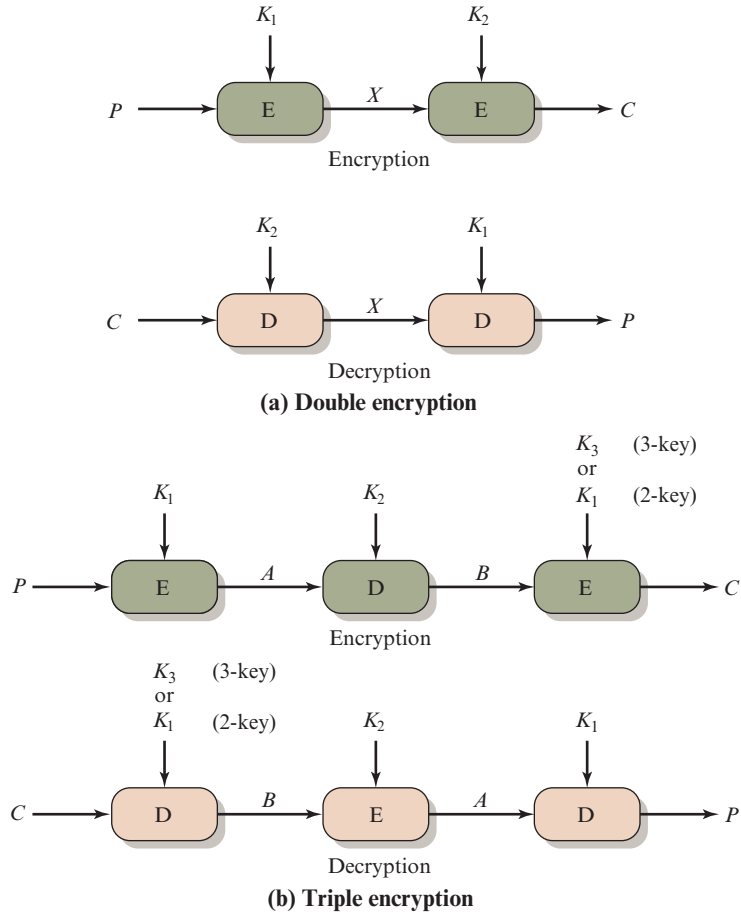 K₁ K₂
P E X E C
Encryption
K₂ K₁
C D X D P
Decryption
(a) Double encryption
K₃ (3-key)
or
K₁ K₂ K₁ (2-key)
P E A D B E C
Encryption
K₃ (3-key)
or
K₁ (2-key) K₂ K₁
C D B E A D P
Decryption
(b) Triple encryption